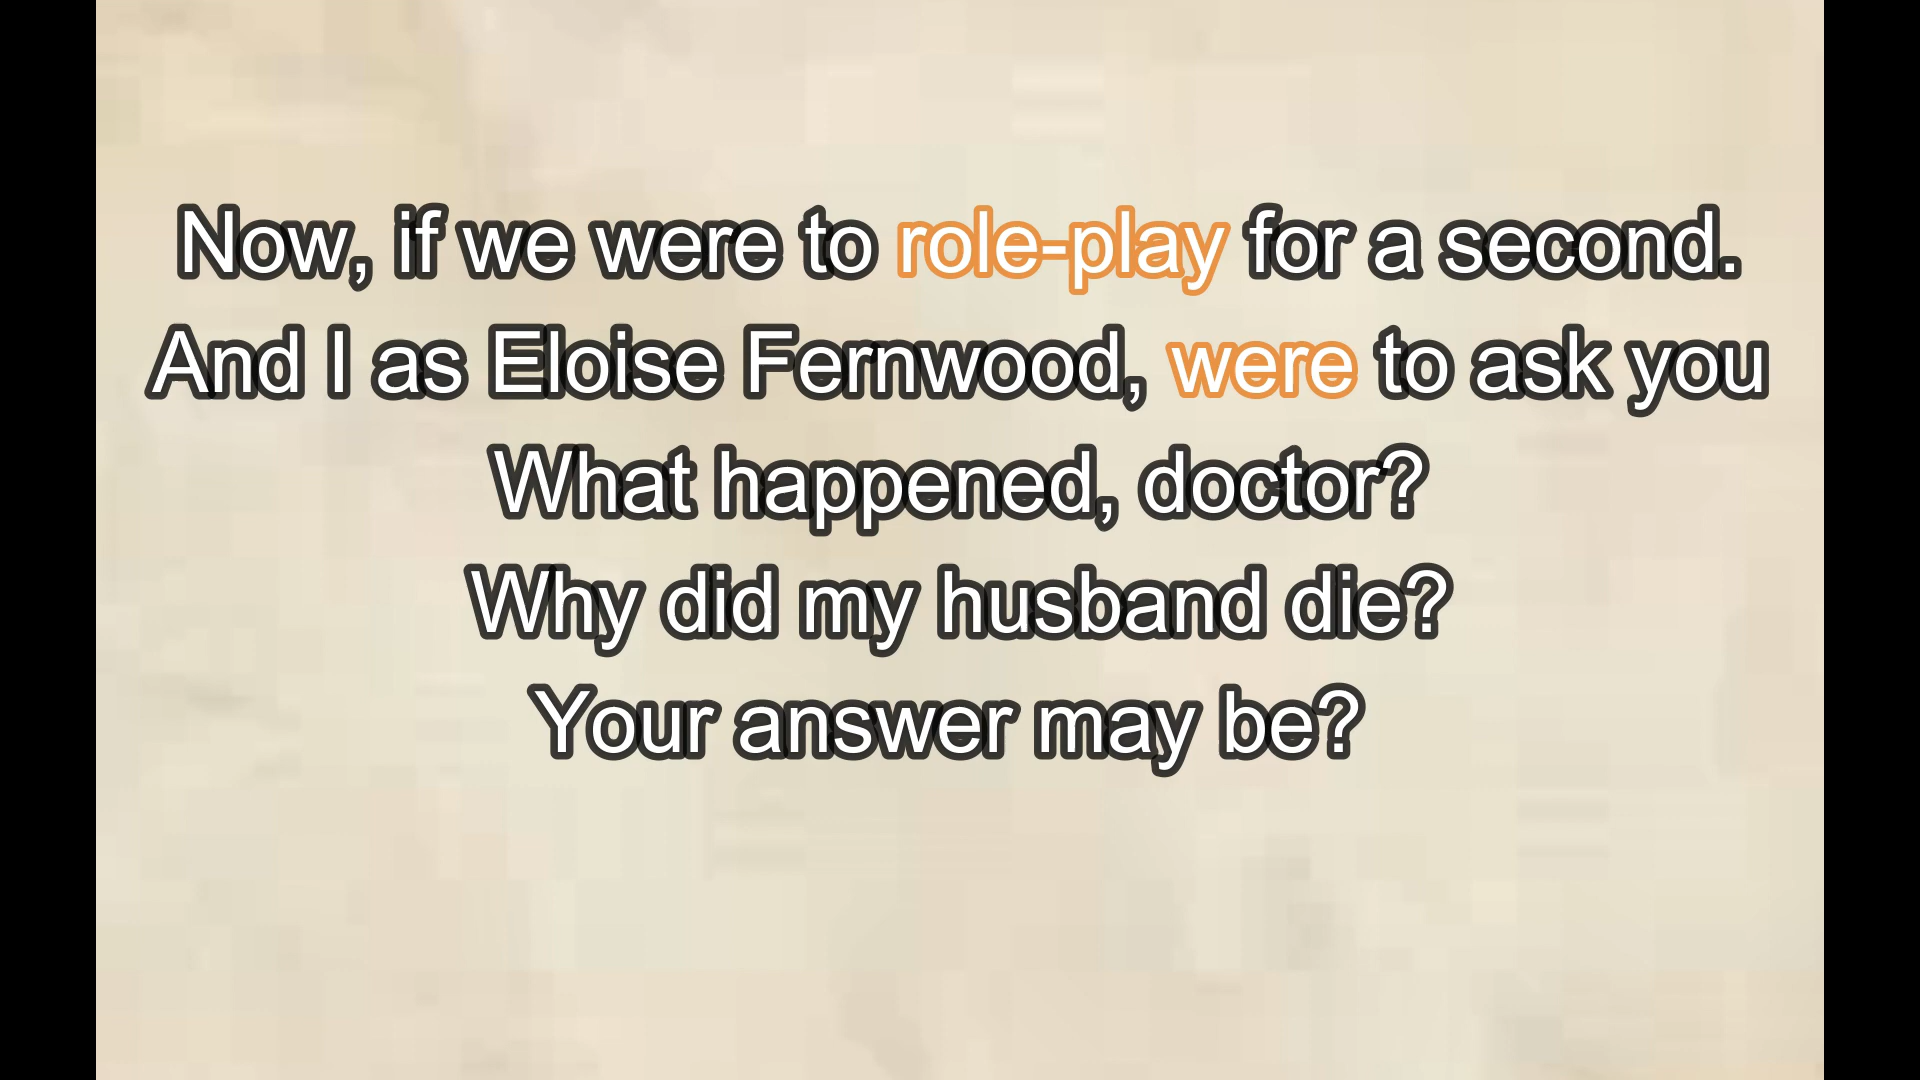 Now, if we were to role-play for a second.
And I as Eloise Fernwood, were to ask you
What happened, doctor?
Why did my husband die?
Your answer may be?